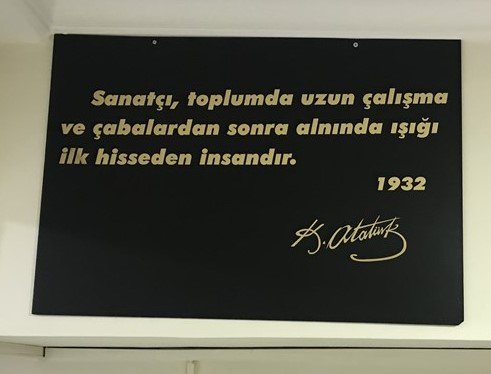 Sanatçı, toplumda uzun çalışma
ve çabalardan sonra alnında ışığı
ilk hisseden insandır.
1932
K. Atatürk